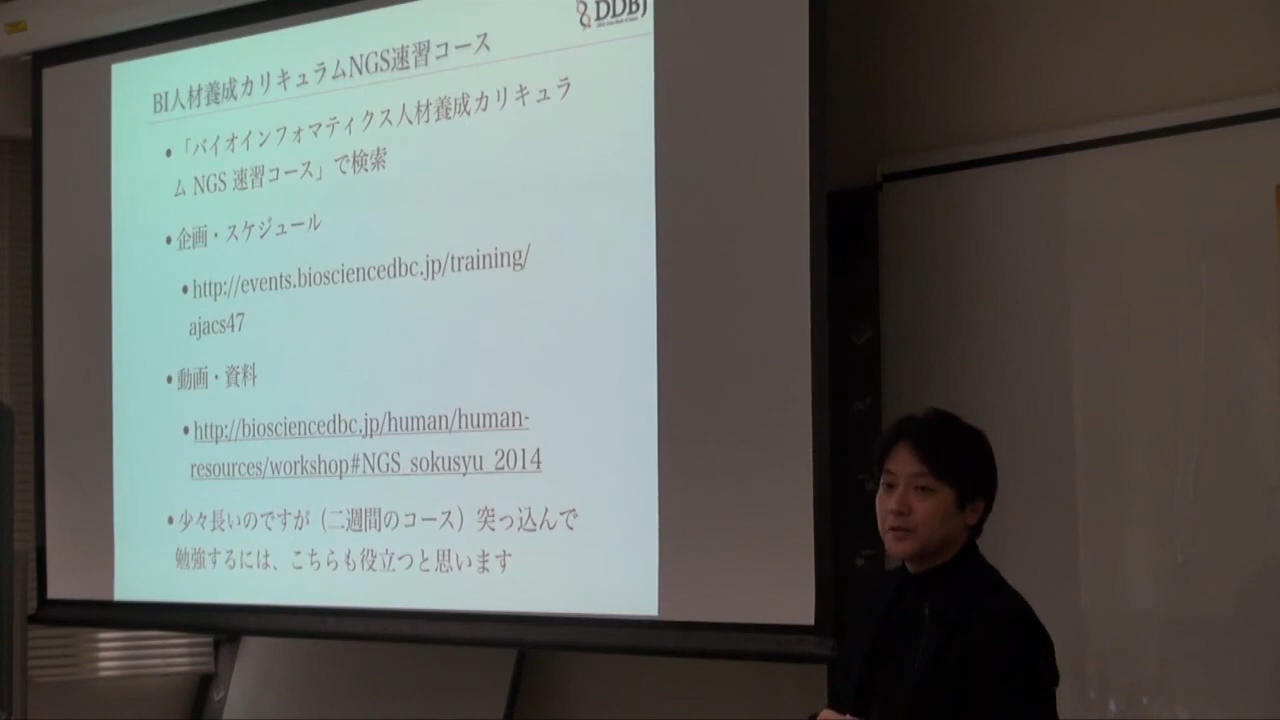 DDBJ
BI人材養成カリキュラムNGS速習コース
•「バイオインフォマティクス人材養成カリキュラ
ム NGS 速習コース」で検索
•企画・スケジュール
•http://events.biosciencedbc.jp/training/
ajacs47
•動画・資料
•http://biosciencedbc.jp/human/human-
resources/workshop#NGS_sokusyu_2014
•少々長いのですが（二週間のコース）突っ込んで
勉強するには、こちらも役立つと思います